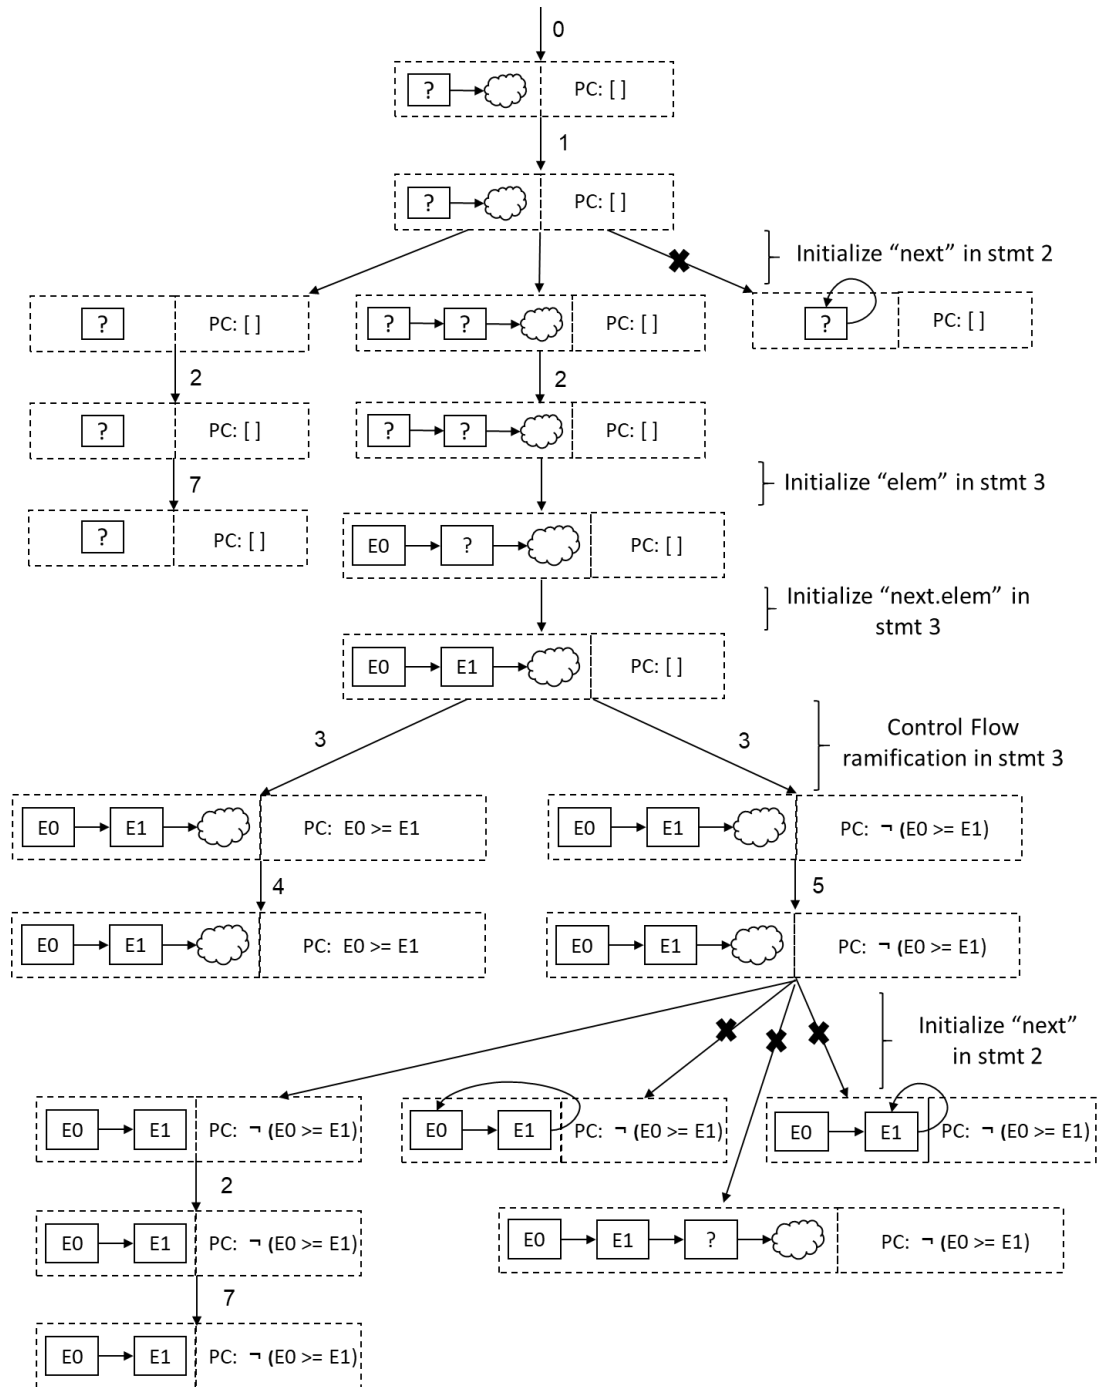 0
? PC: [ ]
1
? PC: [ ]
Initialize “next” in stmt 2
? PC: [ ] ? ? PC: [ ] ? PC: [ ]
2 2
? PC: [ ] ? ? PC: [ ]
7 Initialize “elem” in stmt 3
? PC: [ ] E0 ? PC: [ ]
Initialize “next.elem” in
stmt 3
E0 E1 PC: [ ]
3 3 Control Flow
ramification in stmt 3
E0 E1 PC: E0 >= E1 E0 E1 PC: ¬ (E0 >= E1)
4 5
E0 E1 PC: E0 >= E1 E0 E1 PC: ¬ (E0 >= E1)
Initialize “next”
in stmt 2
E0 E1 PC: ¬ (E0 >= E1) E0 E1 PC: ¬ (E0 >= E1) E0 E1 PC: ¬ (E0 >= E1)
2
E0 E1 PC: ¬ (E0 >= E1) E0 E1 ? PC: ¬ (E0 >= E1)
7
E0 E1 PC: ¬ (E0 >= E1)